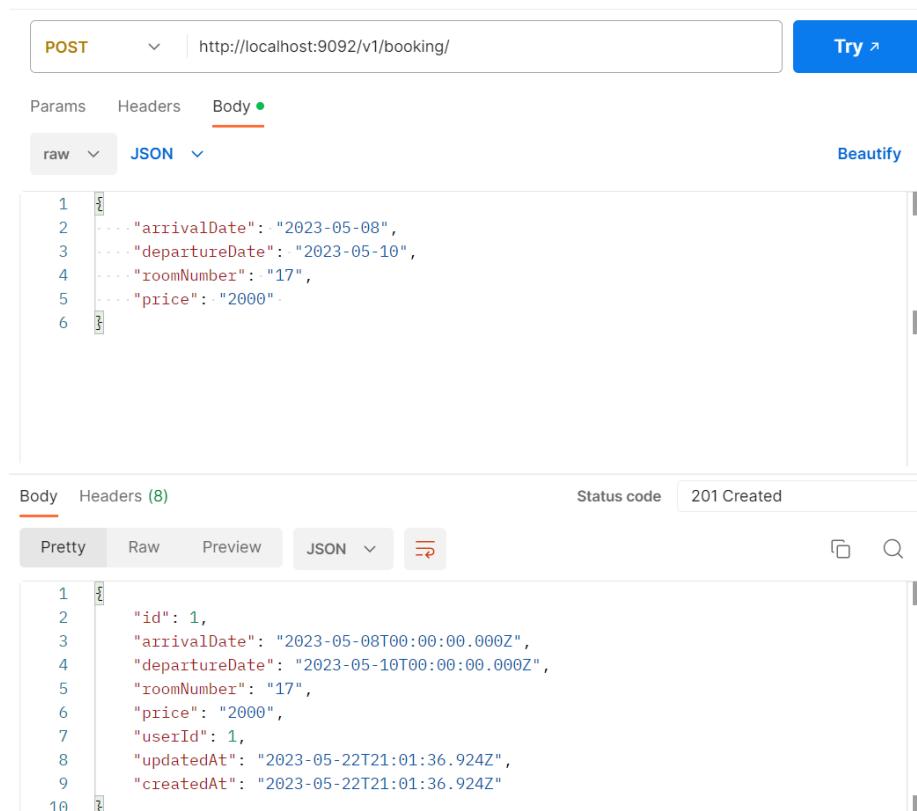 POST http://localhost:9092/v1/booking/ Try ↗
Params Headers Body
raw JSON Beautify
1 {
2 "arrivalDate": "2023-05-08",
3 "departureDate": "2023-05-10",
4 "roomNumber": "17",
5 "price": "2000"
6 }
Body Headers (8) Status code 201 Created
Pretty Raw Preview JSON
1 {
2 "id": 1,
3 "arrivalDate": "2023-05-08T00:00:00.000Z",
4 "departureDate": "2023-05-10T00:00:00.000Z",
5 "roomNumber": "17",
6 "price": "2000",
7 "userId": 1,
8 "updatedAt": "2023-05-22T21:01:36.924Z",
9 "createdAt": "2023-05-22T21:01:36.924Z"
10 }